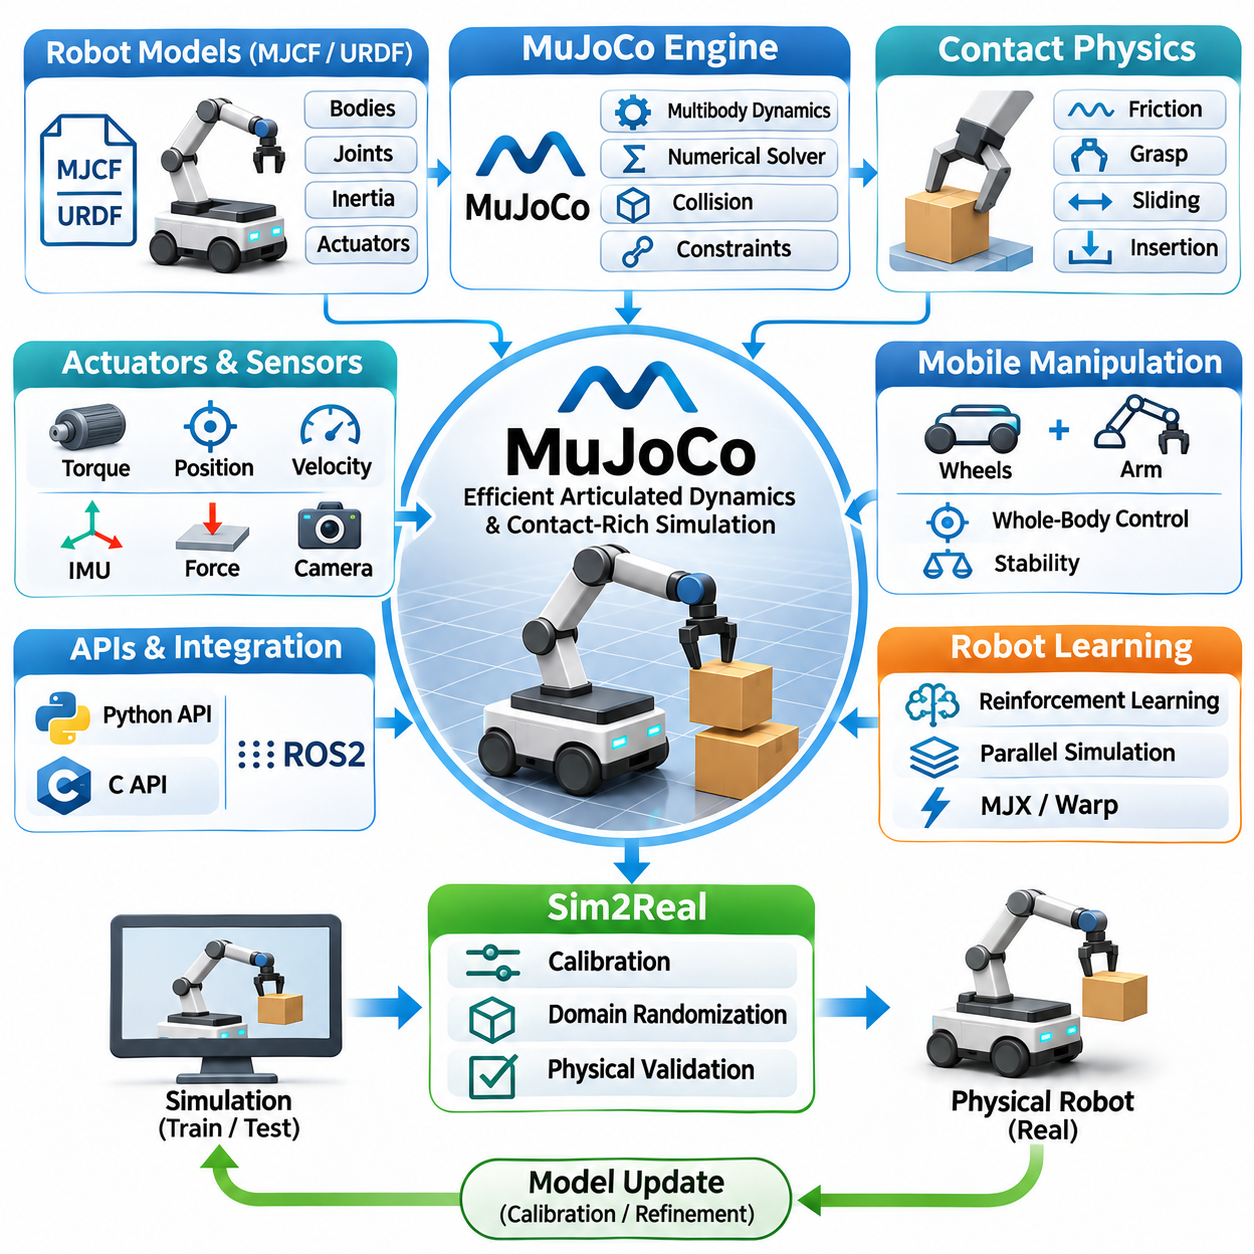 Robot Models (MJCF / URDF)
MJCF
URDF
Bodies
Joints
Inertia
Actuators
MuJoCo Engine
MuJoCo
Multibody Dynamics
Numerical Solver
Collision
Constraints
Contact Physics
Friction
Grasp
Sliding
Insertion
Actuators & Sensors
Torque
Position
Velocity
IMU
Force
Camera
MuJoCo
Efficient Articulated Dynamics
& Contact-Rich Simulation
Mobile Manipulation
Wheels
+
Arm
Whole-Body Control
Stability
APIs & Integration
Python API
C API
ROS2
Robot Learning
Reinforcement Learning
Parallel Simulation
MJX / Warp
Sim2Real
Calibration
Domain Randomization
Physical Validation
Simulation
(Train / Test)
Physical Robot
(Real)
Model Update
(Calibration / Refinement)